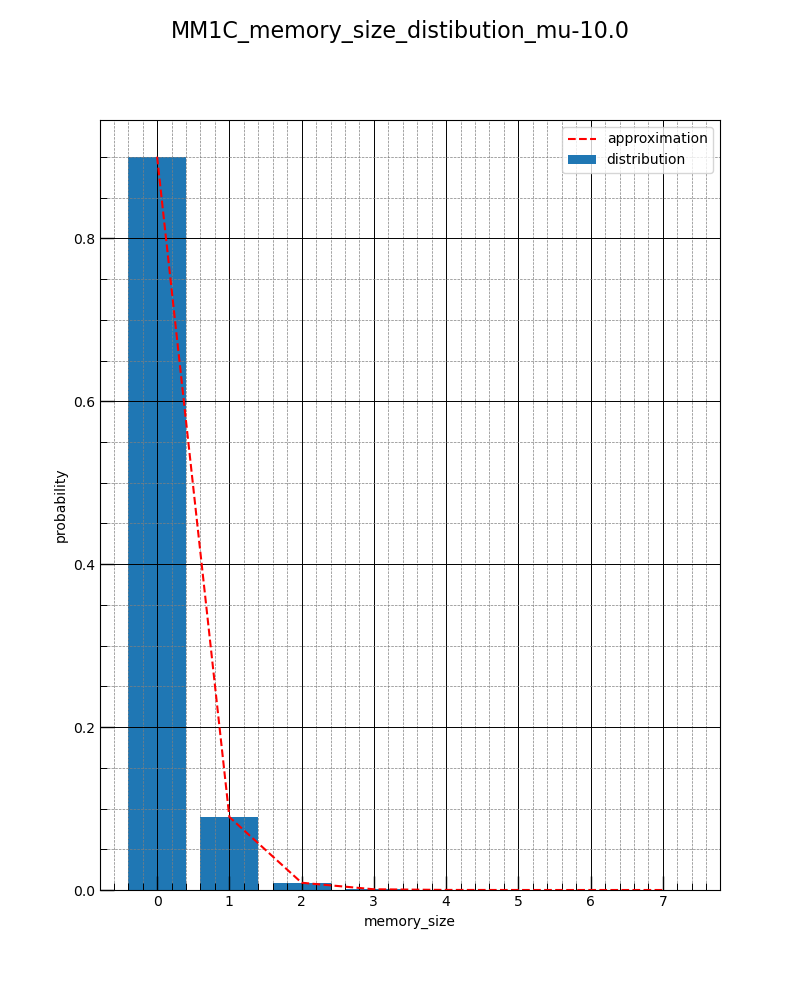 MM1C_memory_size_distibution_mu-10.0
approximation
distribution
0.8
0.6
0.4
0.2
0.0
probability
0 1 2 3 4 5 6 7
memory_size